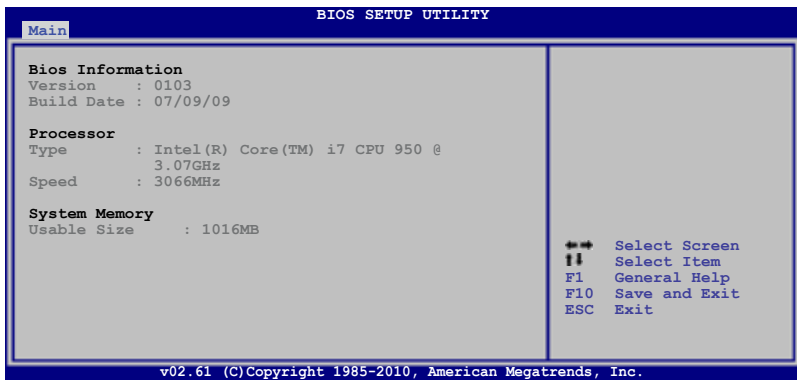 BIOS SETUP UTILITY
Main
Bios Information
Version : 0103
Build Date : 07/09/09
Processor
Type : Intel(R) Core(TM) i7 CPU 950 @
3.07GHz
Speed : 3066MHz
System Memory
Usable Size : 1016MB
←→ Select Screen
↑↓ Select Item
F1 General Help
F10 Save and Exit
ESC Exit
v02.61 (C)Copyright 1985-2010, American Megatrends, Inc.